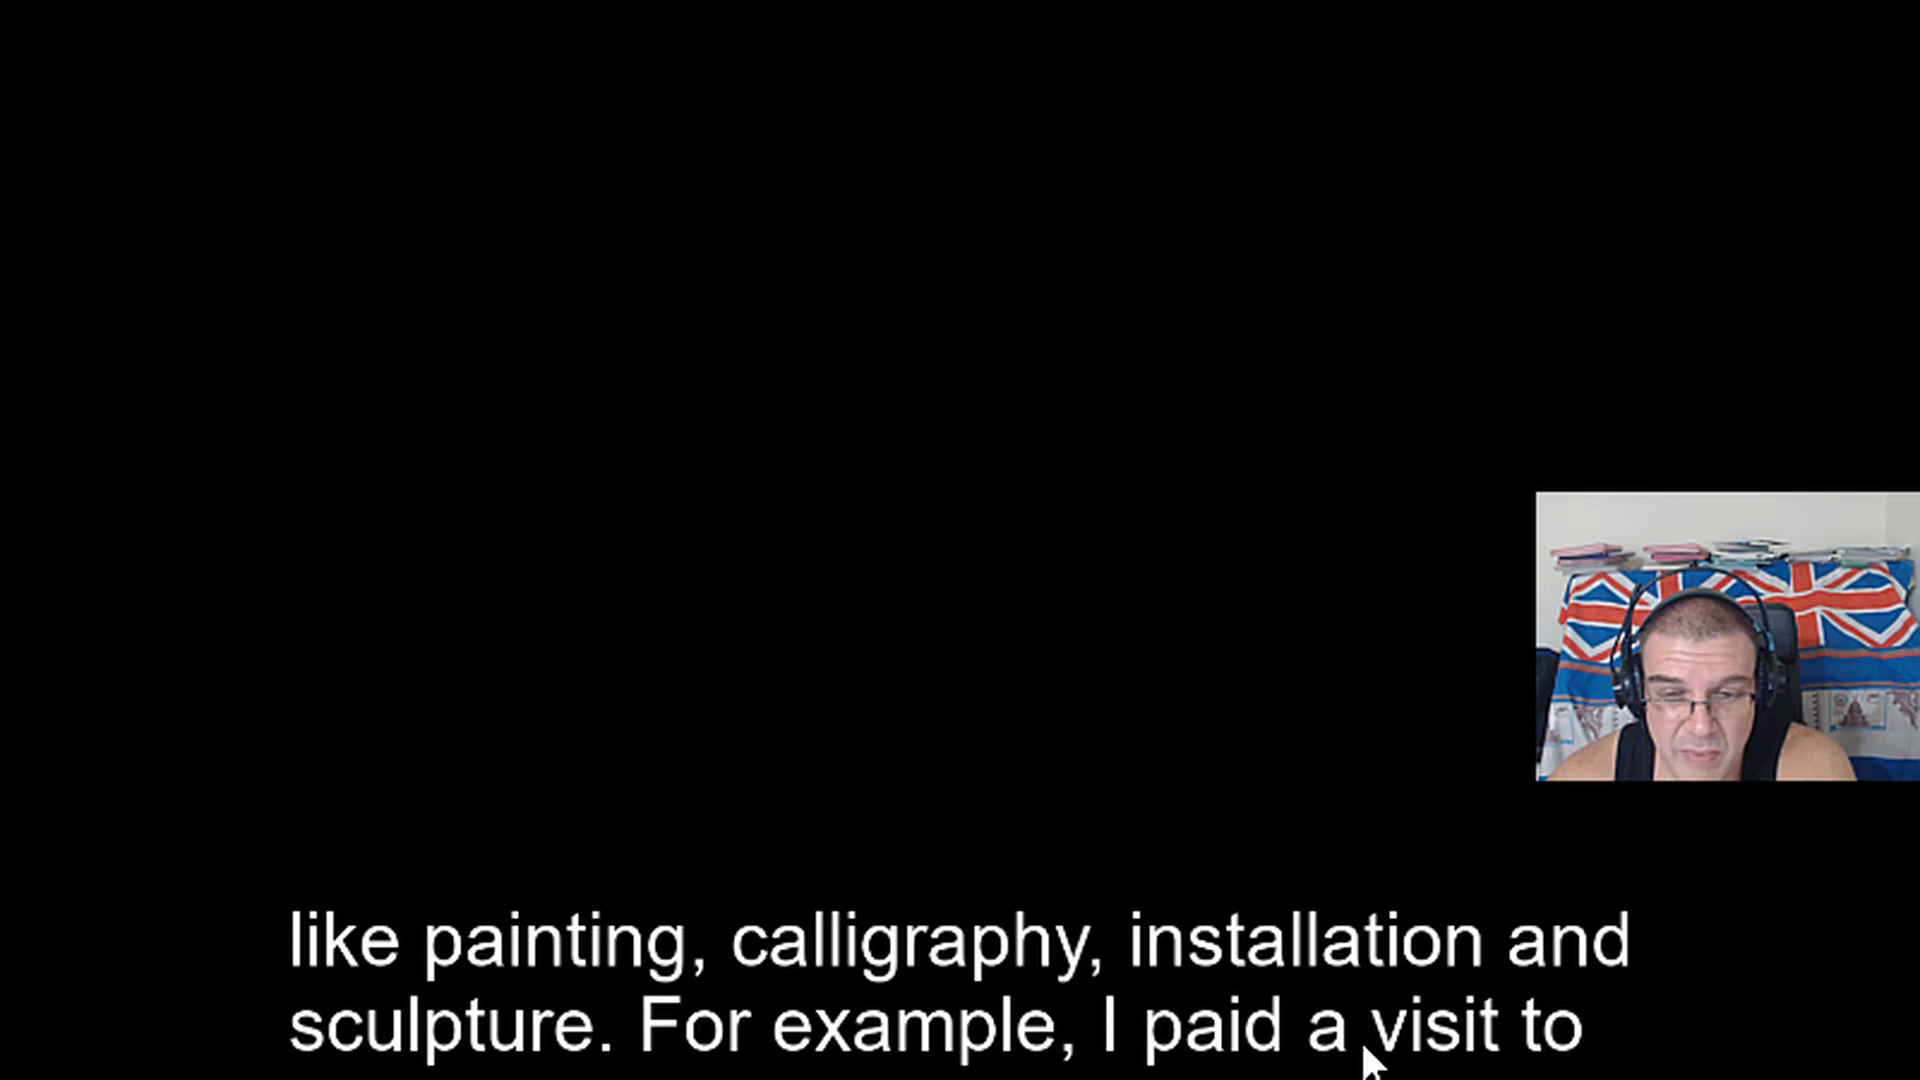 like painting, calligraphy, installation and
sculpture. For example, I paid a visit to